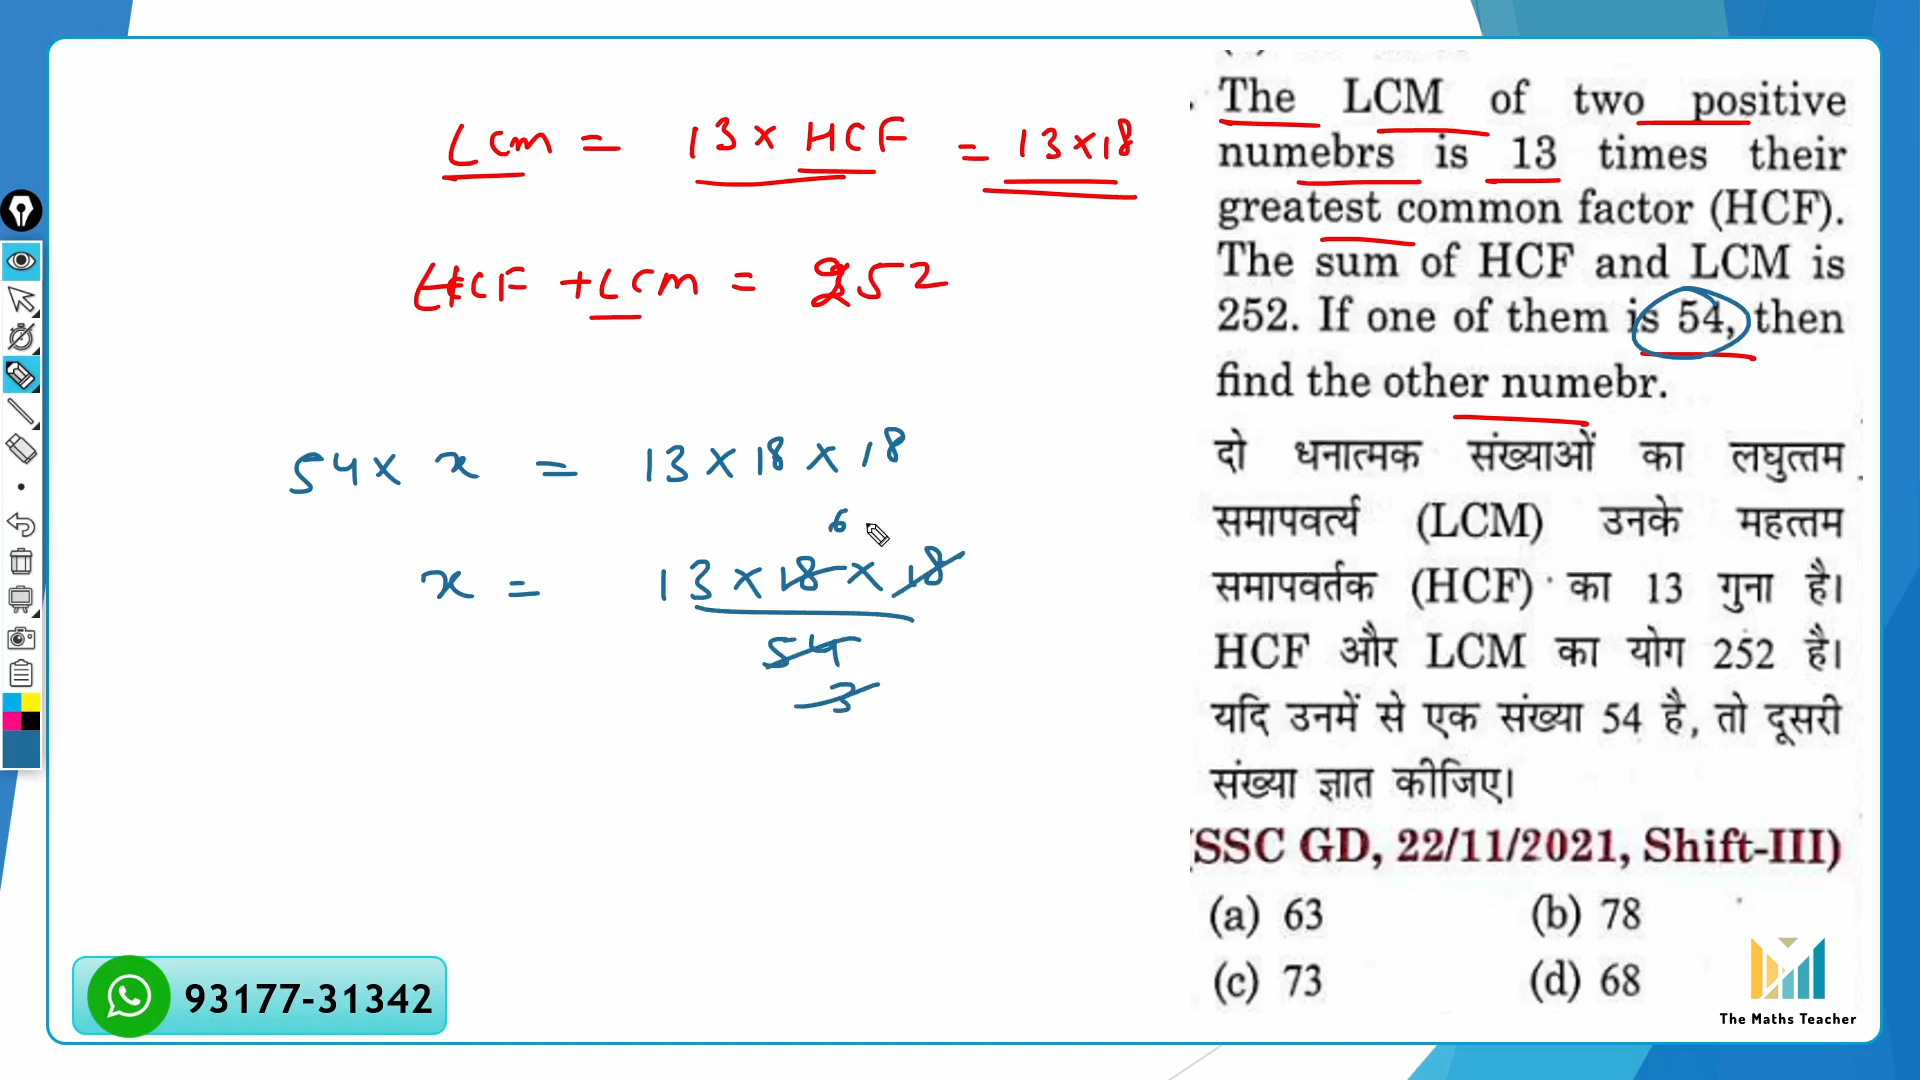 Lcm = 13 × HCF = 13×18
HCF + LCM = 252
54 × x = 13 × 18 × 18
6
x = 13 × 18 × 18
54
3
The LCM of two positive
numebrs is 13 times their
greatest common factor (HCF).
The sum of HCF and LCM is
252. If one of them is 54, then
find the other numebr.
दो धनात्मक संख्याओं का लघुत्तम
समापवर्त्य (LCM) उनके महत्तम
समापवर्तक (HCF) का 13 गुना है।
HCF और LCM का योग 252 है।
यदि उनमें से एक संख्या 54 है, तो दूसरी
संख्या ज्ञात कीजिए।
(SSC GD, 22/11/2021, Shift-III)
(a) 63 (b) 78
(c) 73 (d) 68
93177-31342
The Maths Teacher